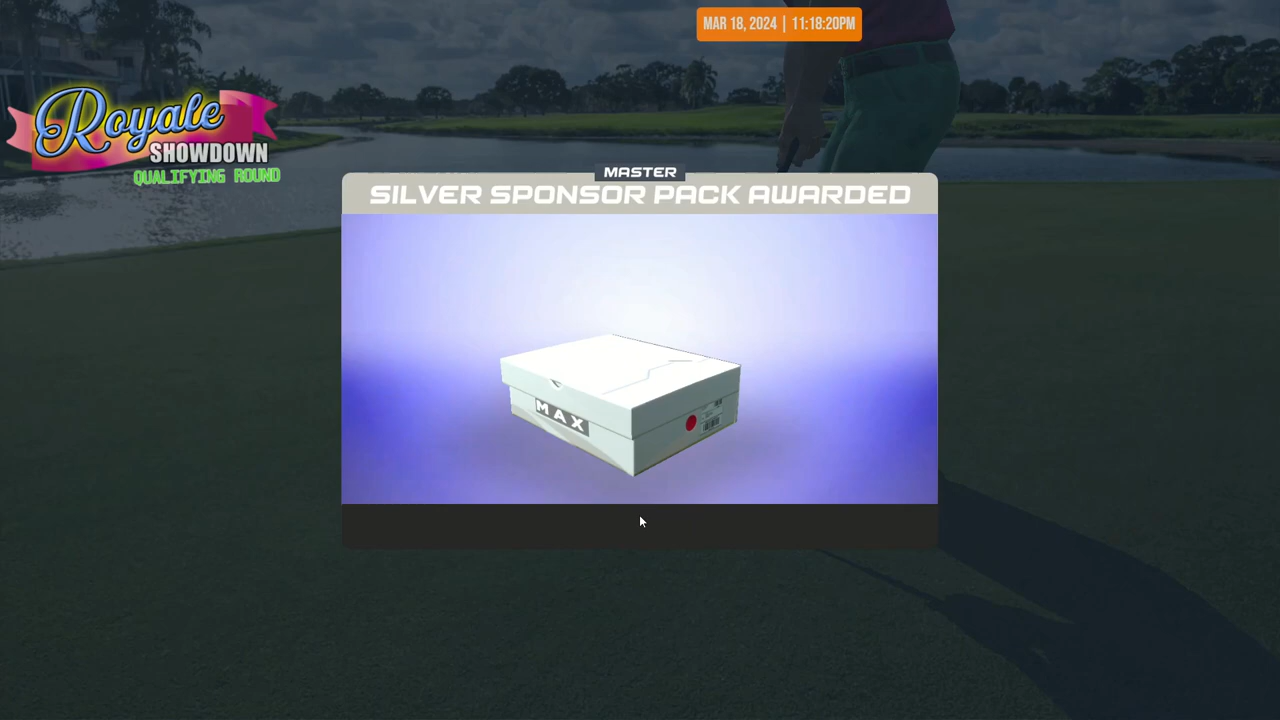 MAR 18, 2024 | 11:18:20PM
Royale
SHOWDOWN
QUALIFYING ROUND
MASTER
SILVER SPONSOR PACK AWARDED
MAX